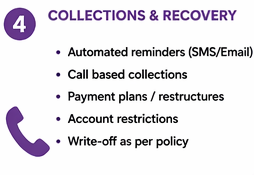 4 COLLECTIONS & RECOVERY
• Automated reminders (SMS/Email)
• Call based collections
• Payment plans / restructures
• Account restrictions
• Write-off as per policy